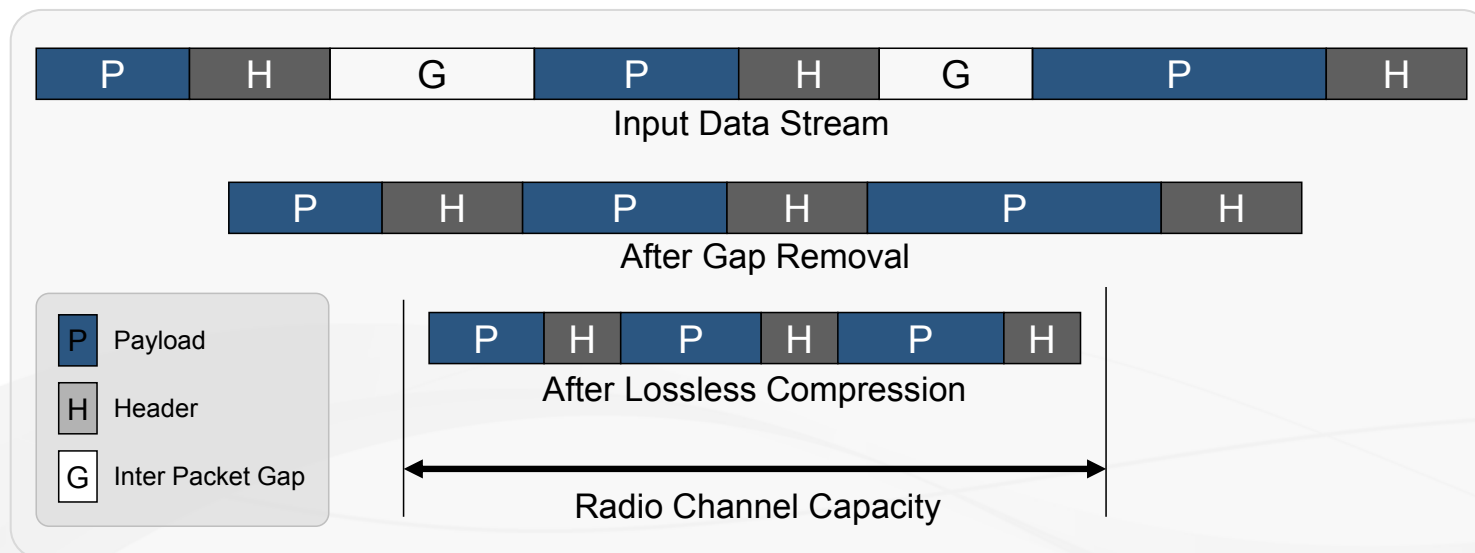 P H G P H G P H
Input Data Stream
P H P H P H
After Gap Removal
P H P H P H
After Lossless Compression
Radio Channel Capacity
P Payload
H Header
G Inter Packet Gap